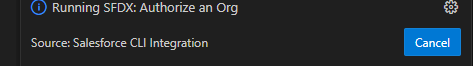 Running SFDX: Authorize an Org
Source: Salesforce CLI Integration
Cancel